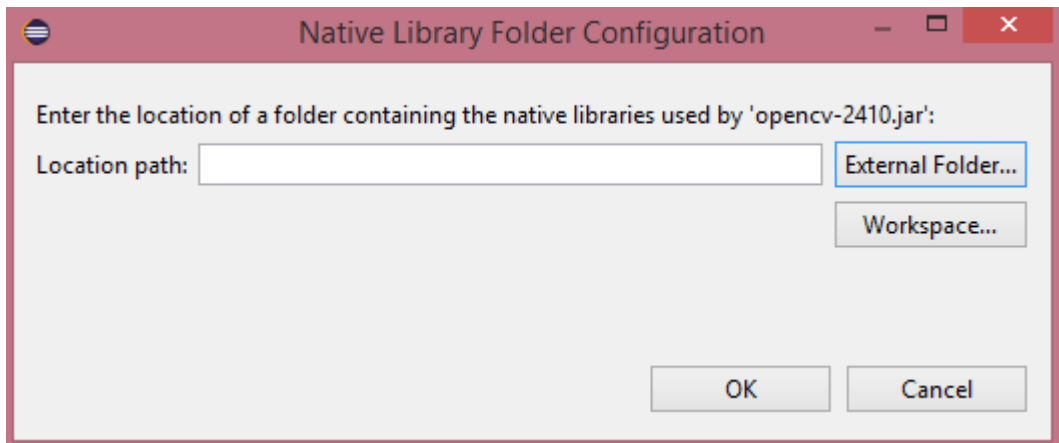 Native Library Folder Configuration
Enter the location of a folder containing the native libraries used by 'opencv-2410.jar':
Location path: External Folder...
Workspace...
OK Cancel